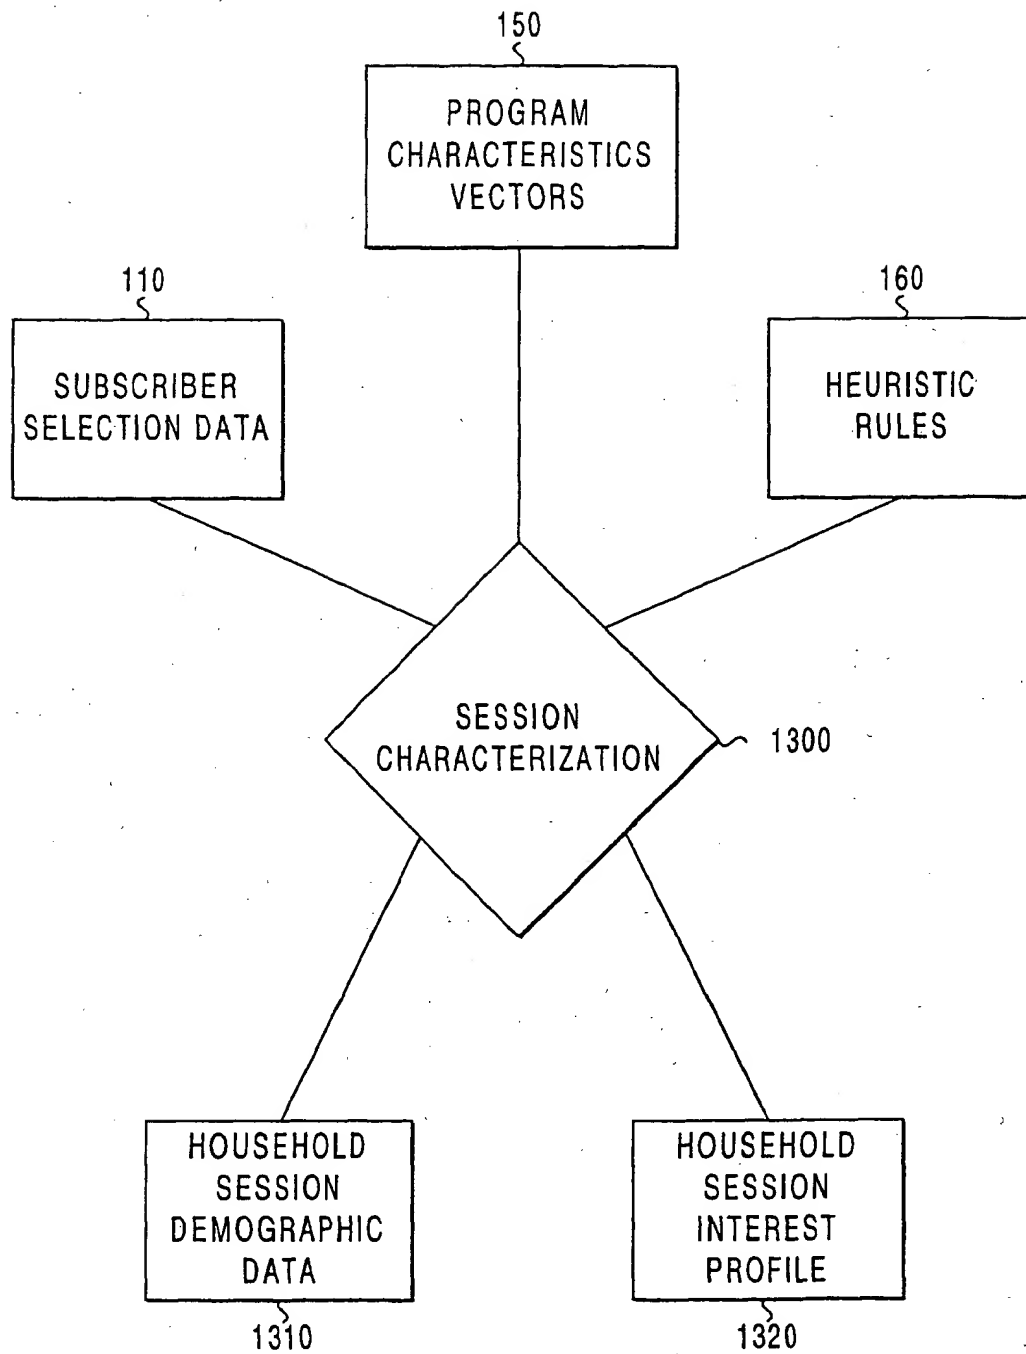 150
PROGRAM
CHARACTERISTICS
VECTORS
110
SUBSCRIBER
SELECTION DATA
160
HEURISTIC
RULES
SESSION
CHARACTERIZATION
1300
HOUSEHOLD
SESSION
DEMOGRAPHIC
DATA
1310
HOUSEHOLD
SESSION
INTEREST
PROFILE
1320